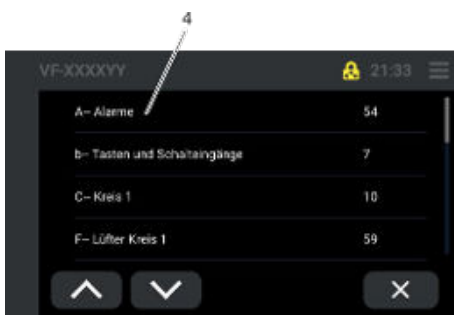 4
VF-XXXXYY 21:33
A– Alarme 54
b– Tasten und Schalteingänge 7
C– Kreis 1 10
F– Lüfter Kreis 1 59